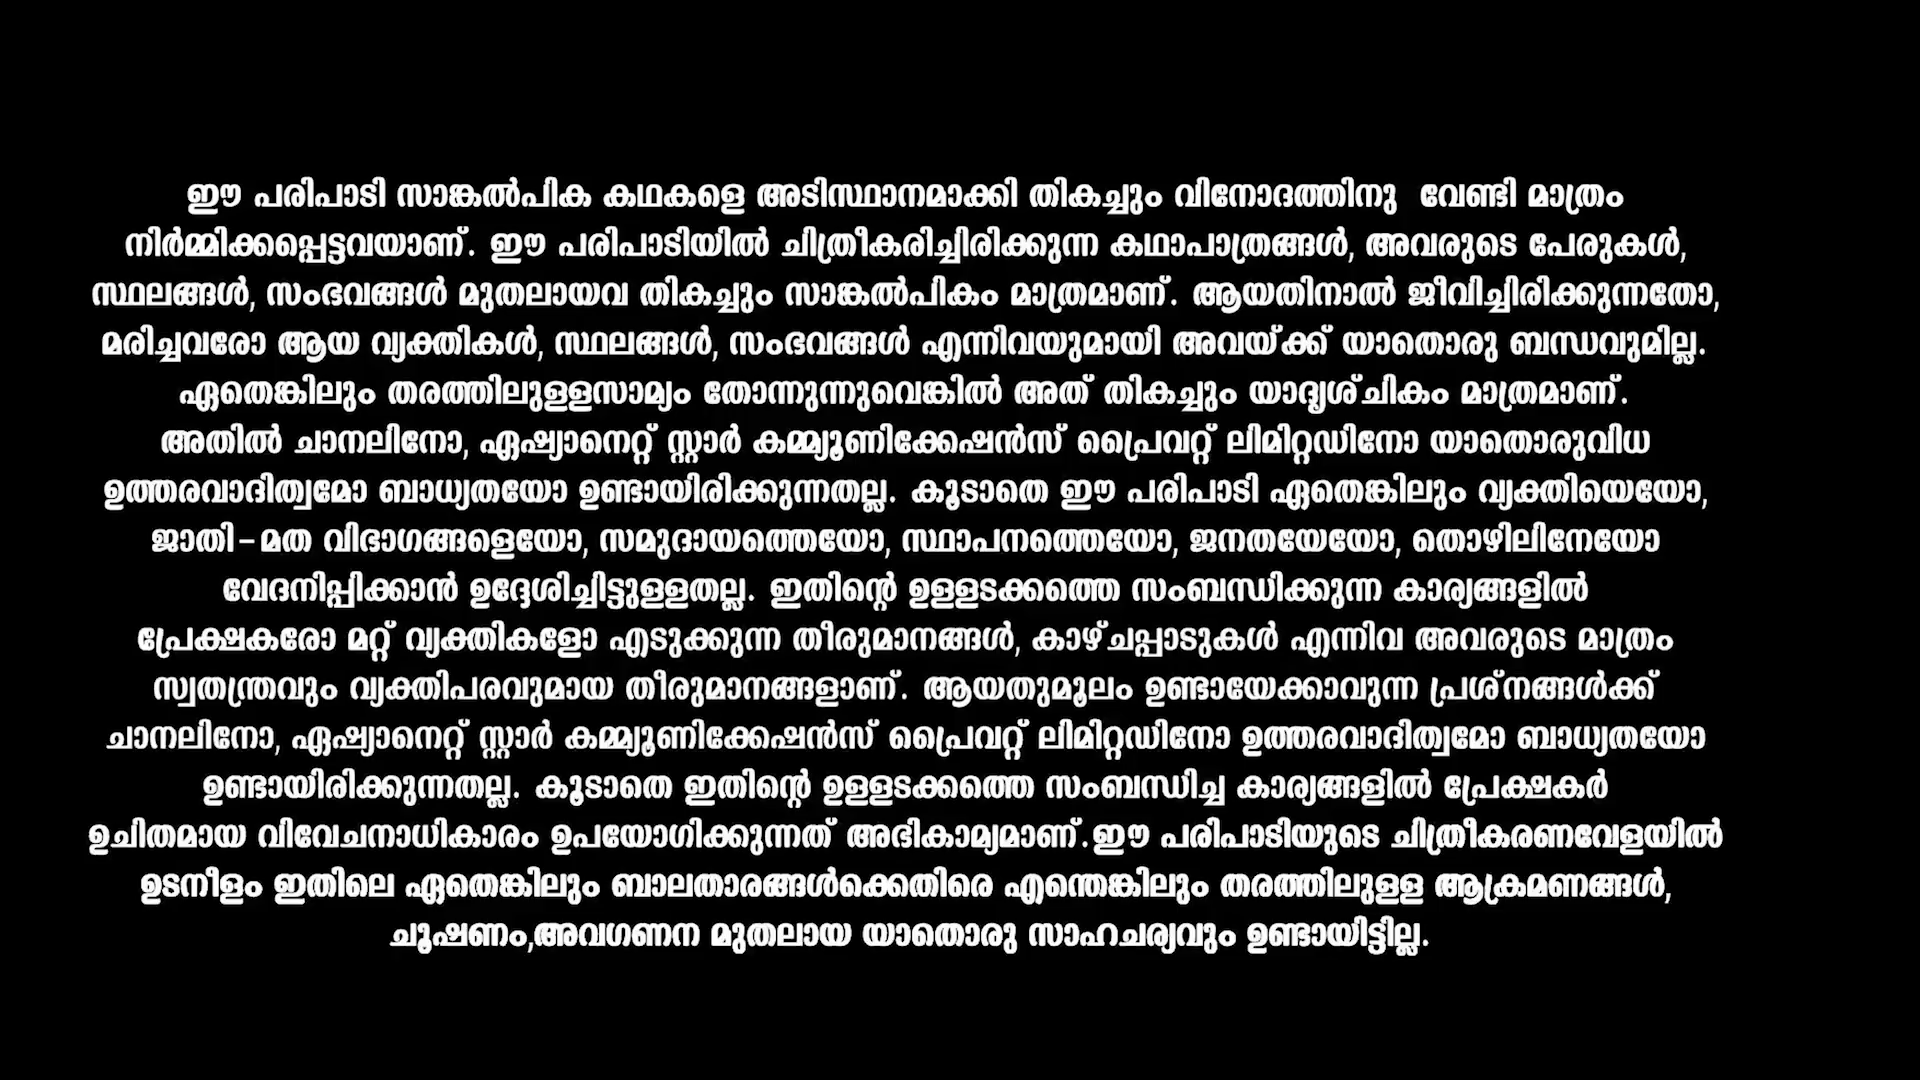 ഈ പരിപാടി സാങ്കൽപിക കഥകളെ അടിസ്ഥാനമാക്കി തികച്ചും വിനോദത്തിനു വേണ്ടി മാത്രം
നിർമ്മിക്കപ്പെട്ടവയാണ്. ഈ പരിപാടിയിൽ ചിത്രീകരിച്ചിരിക്കുന്ന കഥാപാത്രങ്ങൾ, അവരുടെ പേരുകൾ,
സ്ഥലങ്ങൾ, സംഭവങ്ങൾ മുതലായവ തികച്ചും സാങ്കൽപികം മാത്രമാണ്. ആയതിനാൽ ജീവിച്ചിരിക്കുന്നതോ,
മരിച്ചവരോ ആയ വ്യക്തികൾ, സ്ഥലങ്ങൾ, സംഭവങ്ങൾ എന്നിവയുമായി അവയ്ക്ക് യാതൊരു ബന്ധവുമില്ല.
ഏതെങ്കിലും തരത്തിലുളളസാമ്യം തോന്നുന്നുവെങ്കിൽ അത് തികച്ചും യാദൃശ്ചികം മാത്രമാണ്.
അതിൽ ചാനലിനോ, ഏഷ്യാനെറ്റ് സ്റ്റാർ കമ്മ്യൂണിക്കേഷൻസ് പ്രൈവറ്റ് ലിമിറ്റഡിനോ യാതൊരുവിധ
ഉത്തരവാദിത്വമോ ബാധ്യതയോ ഉണ്ടായിരിക്കുന്നതല്ല. കൂടാതെ ഈ പരിപാടി ഏതെങ്കിലും വ്യക്തിയെയോ,
ജാതി-മത വിഭാഗങ്ങളെയോ, സമുദായത്തെയോ, സ്ഥാപനത്തെയോ, ജനതയേയോ, തൊഴിലിനേയോ
വേദനിപ്പിക്കാൻ ഉദ്ദേശിച്ചിട്ടുളളതല്ല. ഇതിന്റെ ഉളളടക്കത്തെ സംബന്ധിക്കുന്ന കാര്യങ്ങളിൽ
പ്രേക്ഷകരോ മറ്റ് വ്യക്തികളോ എടുക്കുന്ന തീരുമാനങ്ങൾ, കാഴ്ചപ്പാടുകൾ എന്നിവ അവരുടെ മാത്രം
സ്വതന്ത്രവും വ്യക്തിപരവുമായ തീരുമാനങ്ങളാണ്. ആയതുമൂലം ഉണ്ടായേക്കാവുന്ന പ്രശ്നങ്ങൾക്ക്
ചാനലിനോ, ഏഷ്യാനെറ്റ് സ്റ്റാർ കമ്മ്യൂണിക്കേഷൻസ് പ്രൈവറ്റ് ലിമിറ്റഡിനോ ഉത്തരവാദിത്വമോ ബാധ്യതയോ
ഉണ്ടായിരിക്കുന്നതല്ല. കൂടാതെ ഇതിന്റെ ഉളളടക്കത്തെ സംബന്ധിച്ച കാര്യങ്ങളിൽ പ്രേക്ഷകർ
ഉചിതമായ വിവേചനാധികാരം ഉപയോഗിക്കുന്നത് അഭികാമ്യമാണ്.ഈ പരിപാടിയുടെ ചിത്രീകരണവേളയിൽ
ഉടനീളം ഇതിലെ ഏതെങ്കിലും ബാലതാരങ്ങൾക്കെതിരെ എന്തെങ്കിലും തരത്തിലുളള ആക്രമണങ്ങൾ,
ചൂഷണം,അവഗണന മുതലായ യാതൊരു സാഹചര്യവും ഉണ്ടായിട്ടില്ല.